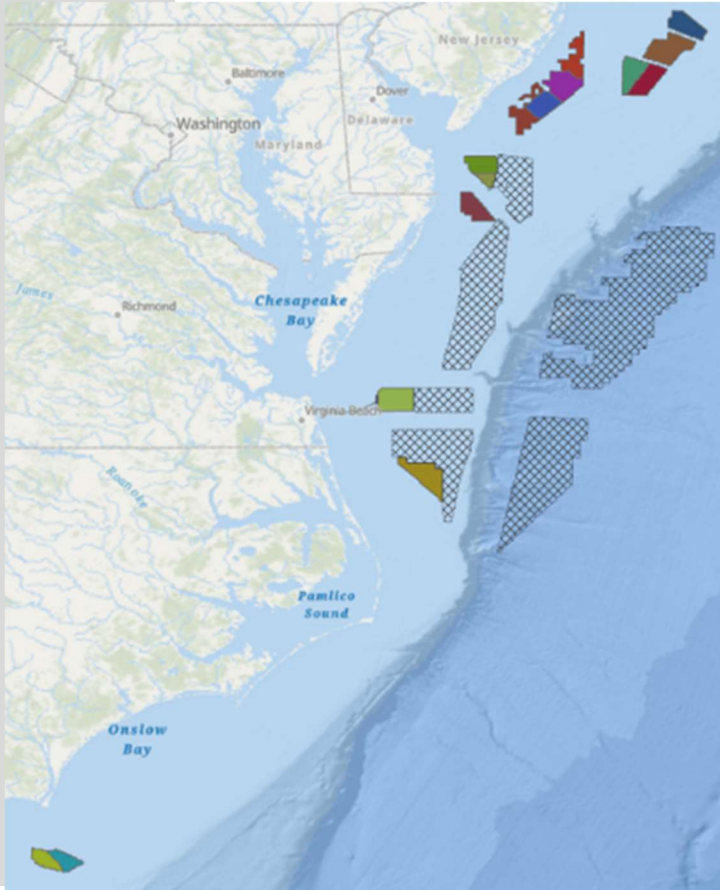 New Jersey
Baltimore
Dover
Washington
Delaware
Maryland
James
Chesapeake
Bay
Richmond
Virginia Beach
Roanoke
Pamlico
Sound
Onslow
Bay